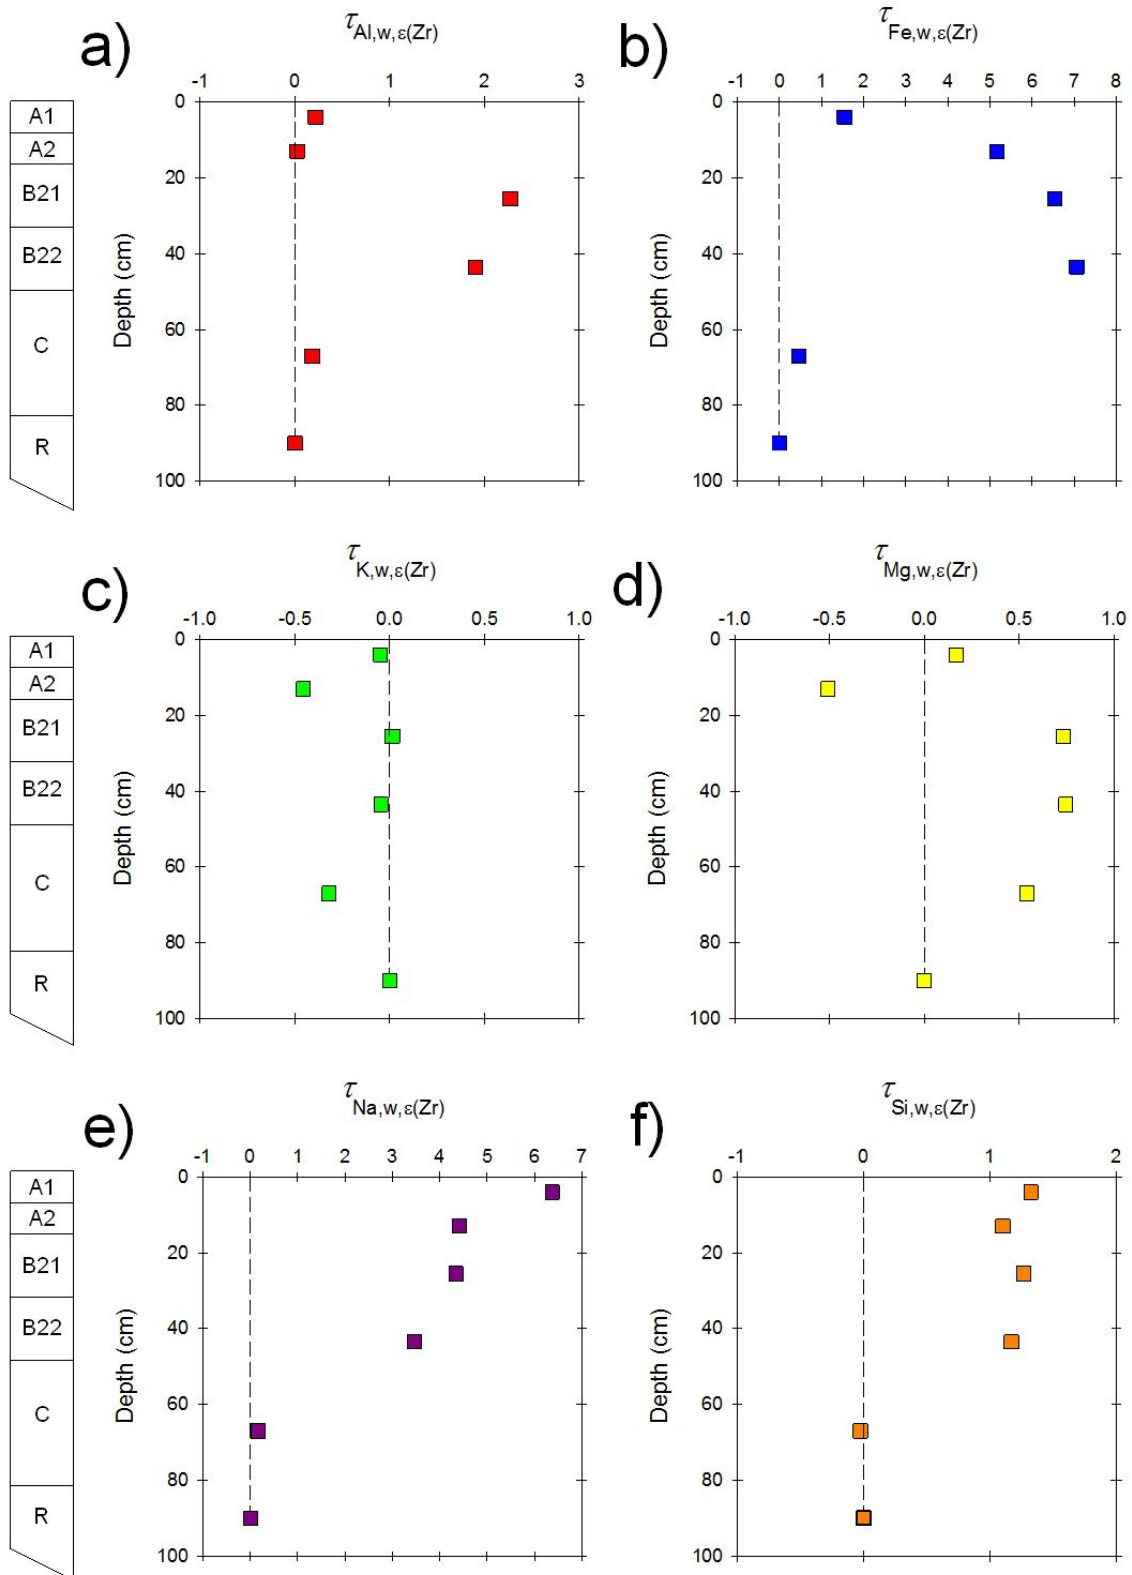 a)
τAl,w,ε(Zr)
-1 0 1 2 3
A1
A2
B21
B22
C
R
Depth (cm)
0
20
40
60
80
100
b)
τFe,w,ε(Zr)
-1 0 1 2 3 4 5 6 7 8
Depth (cm)
0
20
40
60
80
100
c)
τK,w,ε(Zr)
-1.0 -0.5 0.0 0.5 1.0
A1
A2
B21
B22
C
R
Depth (cm)
0
20
40
60
80
100
d)
τMg,w,ε(Zr)
-1.0 -0.5 0.0 0.5 1.0
Depth (cm)
0
20
40
60
80
100
e)
τNa,w,ε(Zr)
-1 0 1 2 3 4 5 6 7
A1
A2
B21
B22
C
R
Depth (cm)
0
20
40
60
80
100
f)
τSi,w,ε(Zr)
-1 0 1 2
Depth (cm)
0
20
40
60
80
100